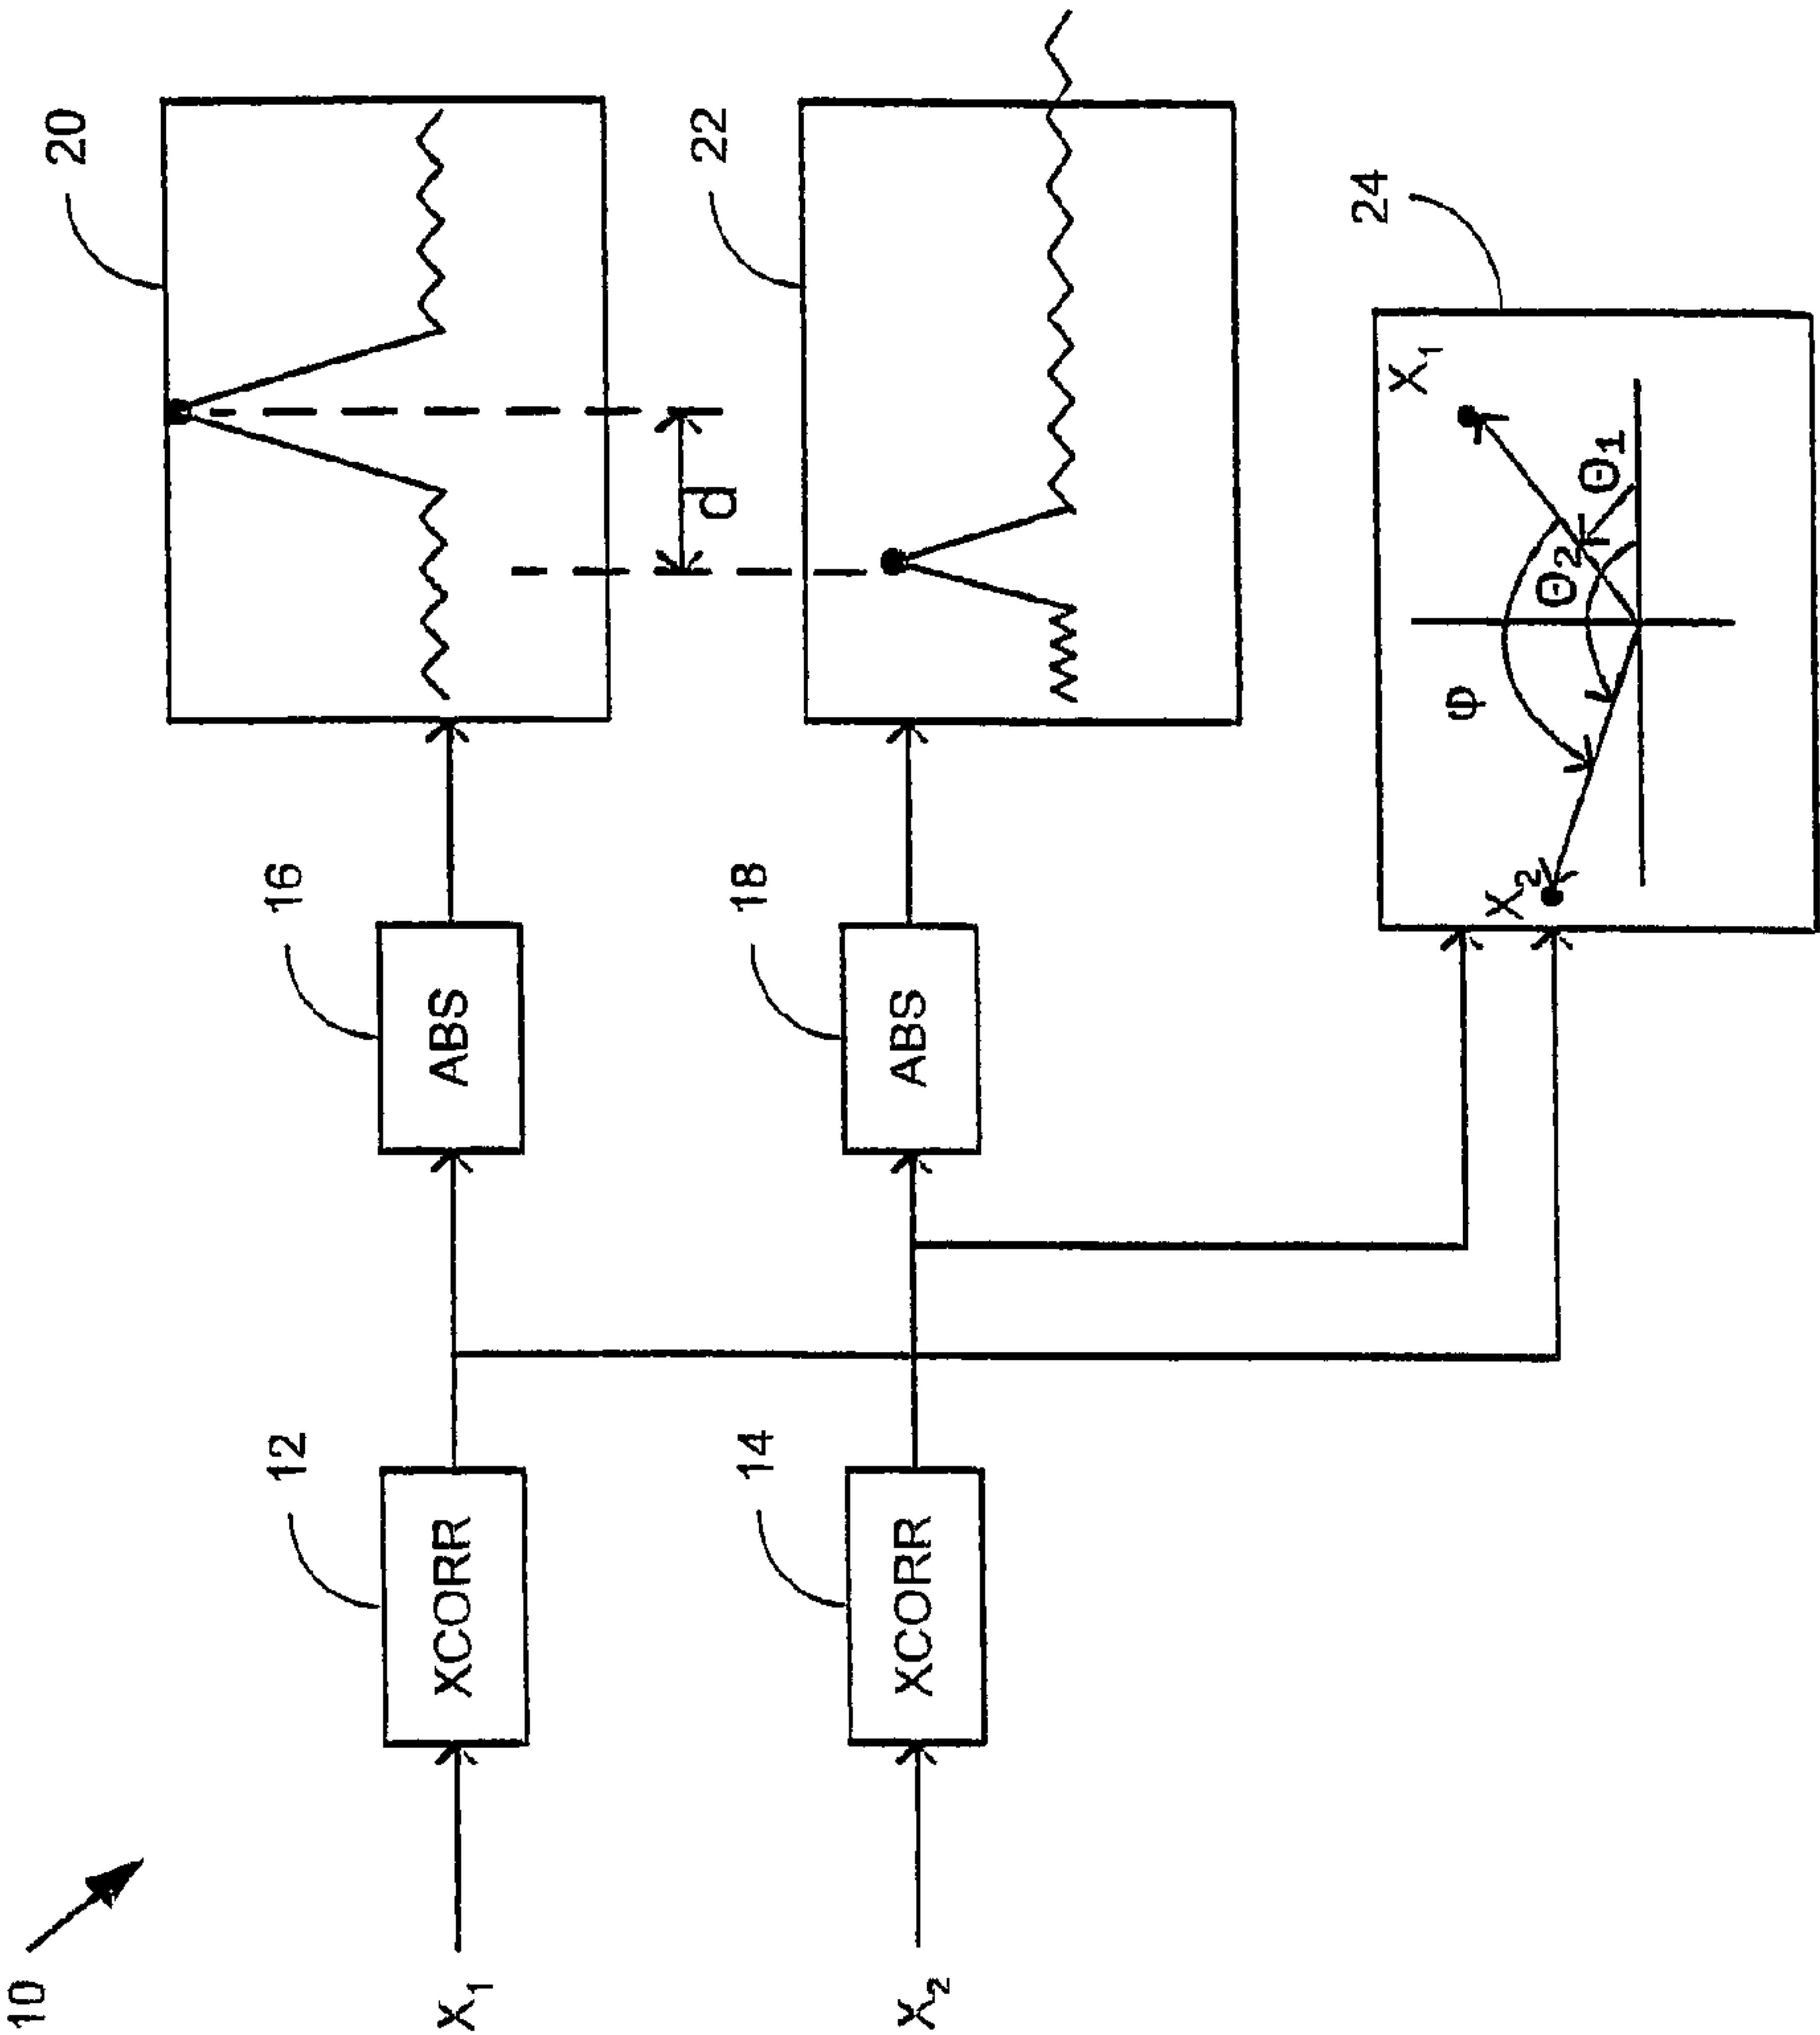 10
X₁
12
XCORR
16
ABS
20
d
X₂
14
XCORR
18
ABS
22
24
X₁
X₂
φ
Θ₂
Θ₁